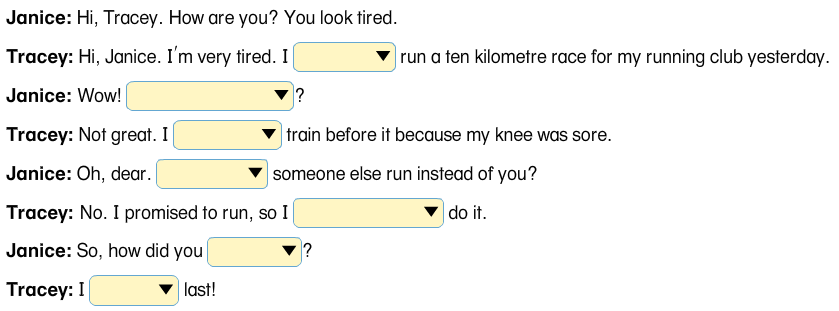 Janice: Hi, Tracey. How are you? You look tired.
Tracey: Hi, Janice. I'm very tired. I run a ten kilometre race for my running club yesterday.
Janice: Wow! ?
Tracey: Not great. I train before it because my knee was sore.
Janice: Oh, dear. someone else run instead of you?
Tracey: No. I promised to run, so I do it.
Janice: So, how did you ?
Tracey: I last!